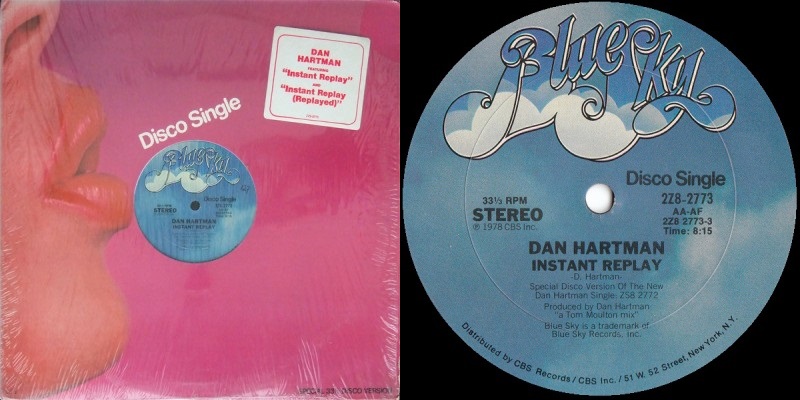 DAN
HARTMAN
FEATURING
"Instant Replay"
AND
"Instant Replay
(Replayed)"
Disco Single
Blue Sky
Disco Single
STEREO
DAN HARTMAN
INSTANT REPLAY
Blue Sky
Disco Single
33⅓ RPM
STEREO
℗ 1978 CBS Inc.
2Z8-2773
AA-AF
2Z8 2773-3
Time: 8:15
DAN HARTMAN
INSTANT REPLAY
-D. Hartman-
Special Disco Version Of The New
Dan Hartman Single: ZS8 2772
Produced by Dan Hartman
"a Tom Moulton mix"
Blue Sky is a trademark of
Blue Sky Records, Inc.
Distributed by CBS Records / CBS Inc. / 51 W. 52 Street, New York, N.Y.